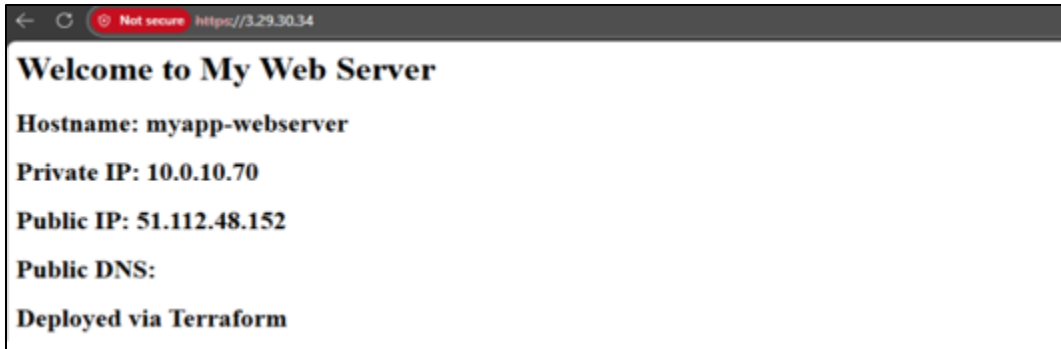 Not secure https://3.29.30.34
Welcome to My Web Server
Hostname: myapp-webserver
Private IP: 10.0.10.70
Public IP: 51.112.48.152
Public DNS:
Deployed via Terraform